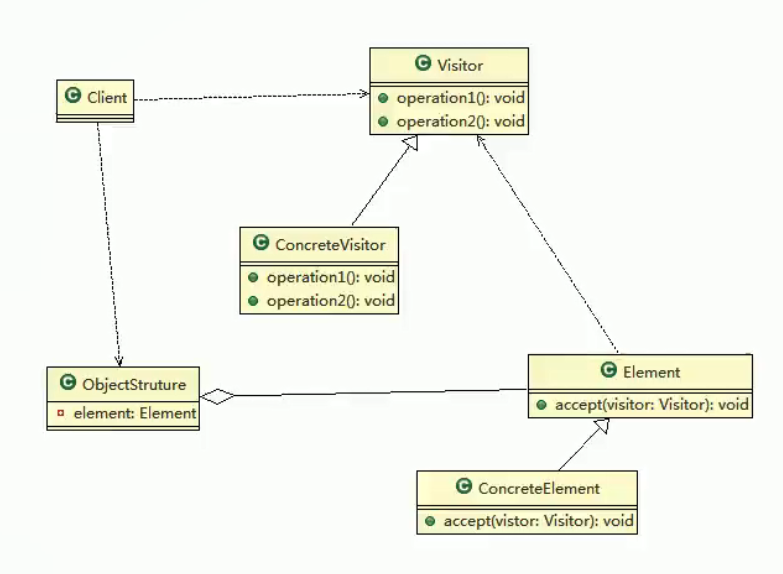 C Visitor
operation1(): void
operation2(): void
C Client
C ConcreteVisitor
operation1(): void
operation2(): void
C ObjectStruture
element: Element
C Element
accept(visitor: Visitor): void
C ConcreteElement
accept(vistor: Visitor): void